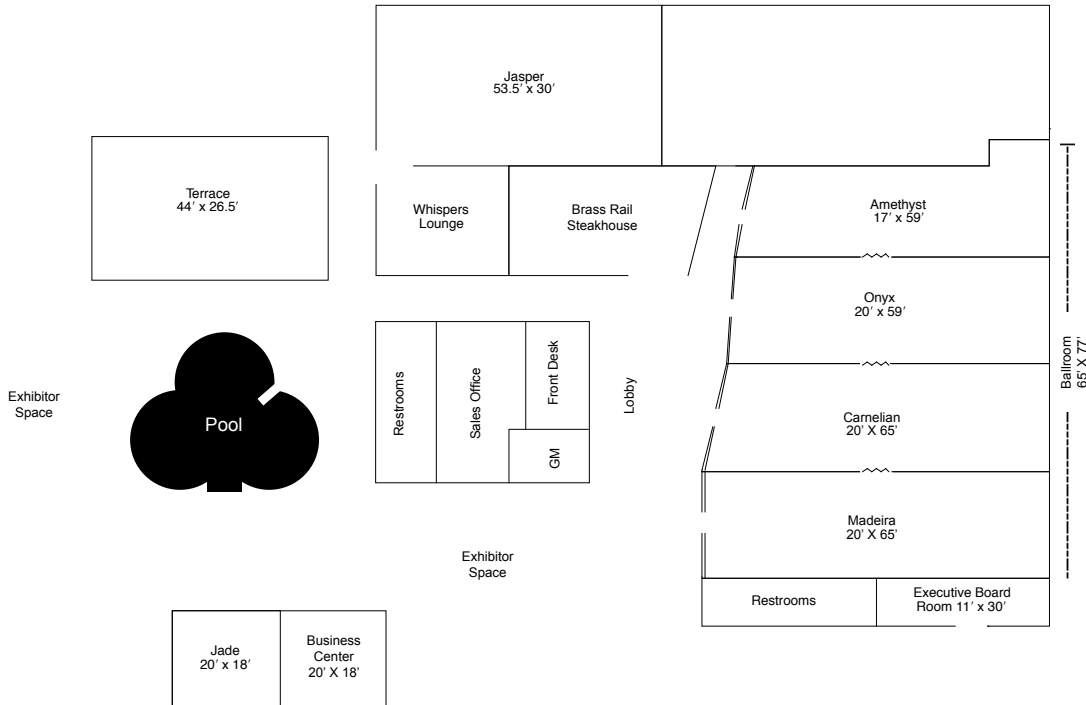 Jasper
53.5′ x 30′
Terrace
44′ x 26.5′
Whispers
Lounge
Brass Rail
Steakhouse
Amethyst
17′ x 59′
Onyx
20′ x 59′
Ballroom
65′ X 77′
Exhibitor
Space
Pool
Restrooms
Sales Office
Front Desk
GM
Lobby
Carnelian
20′ X 65′
Madeira
20′ X 65′
Exhibitor
Space
Restrooms
Executive Board
Room 11′ x 30′
Jade
20′ x 18′
Business
Center
20′ X 18′